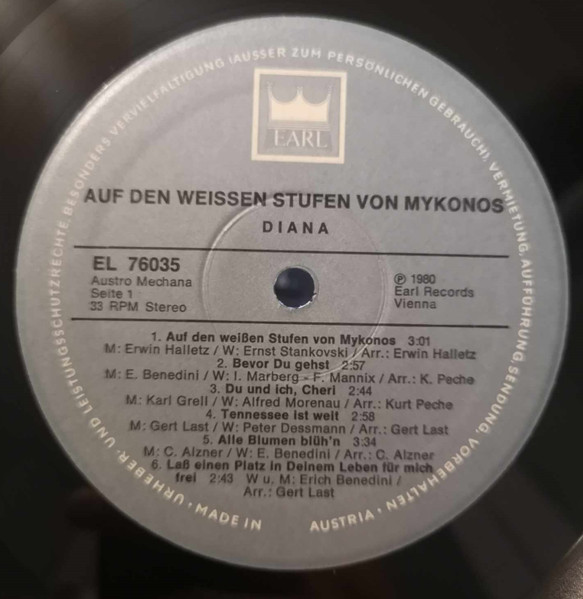 URHEBER- UND LEISTUNGSSCHUTZRECHTE, BESONDERS VERVIELFÄLTIGUNG (AUSSER ZUM PERSÖNLICHEN GEBRAUCH), VERMIETUNG, AUFFÜHRUNG, SENDUNG, VORBEHALTEN
EARL
AUF DEN WEISSEN STUFEN VON MYKONOS
DIANA
EL 76035
Austro Mechana
Seite 1
33 RPM Stereo
℗ 1980
Earl Records
Vienna
1. Auf den weißen Stufen von Mykonos 3:01
M: Erwin Halletz / W: Ernst Stankovski / Arr.: Erwin Halletz
2. Bevor Du gehst 2:57
M: E. Benedini / W: I. Marberg - F. Mannix / Arr.: K. Peche
3. Du und ich, Cheri 2:44
M: Karl Grell / W: Alfred Morenau / Arr.: Kurt Peche
4. Tennessee ist weit 2:58
M: Gert Last / W: Peter Dessmann / Arr: Gert Last
5. Alle Blumen blüh'n 3:34
M: C. Aizner / W: E. Benedini / Arr.: C. Aizner
6. Laß einen Platz in Deinem Leben für mich
frei 2:43 W u. M: Erich Benedini /
Arr.: Gert Last
· MADE IN AUSTRIA ·